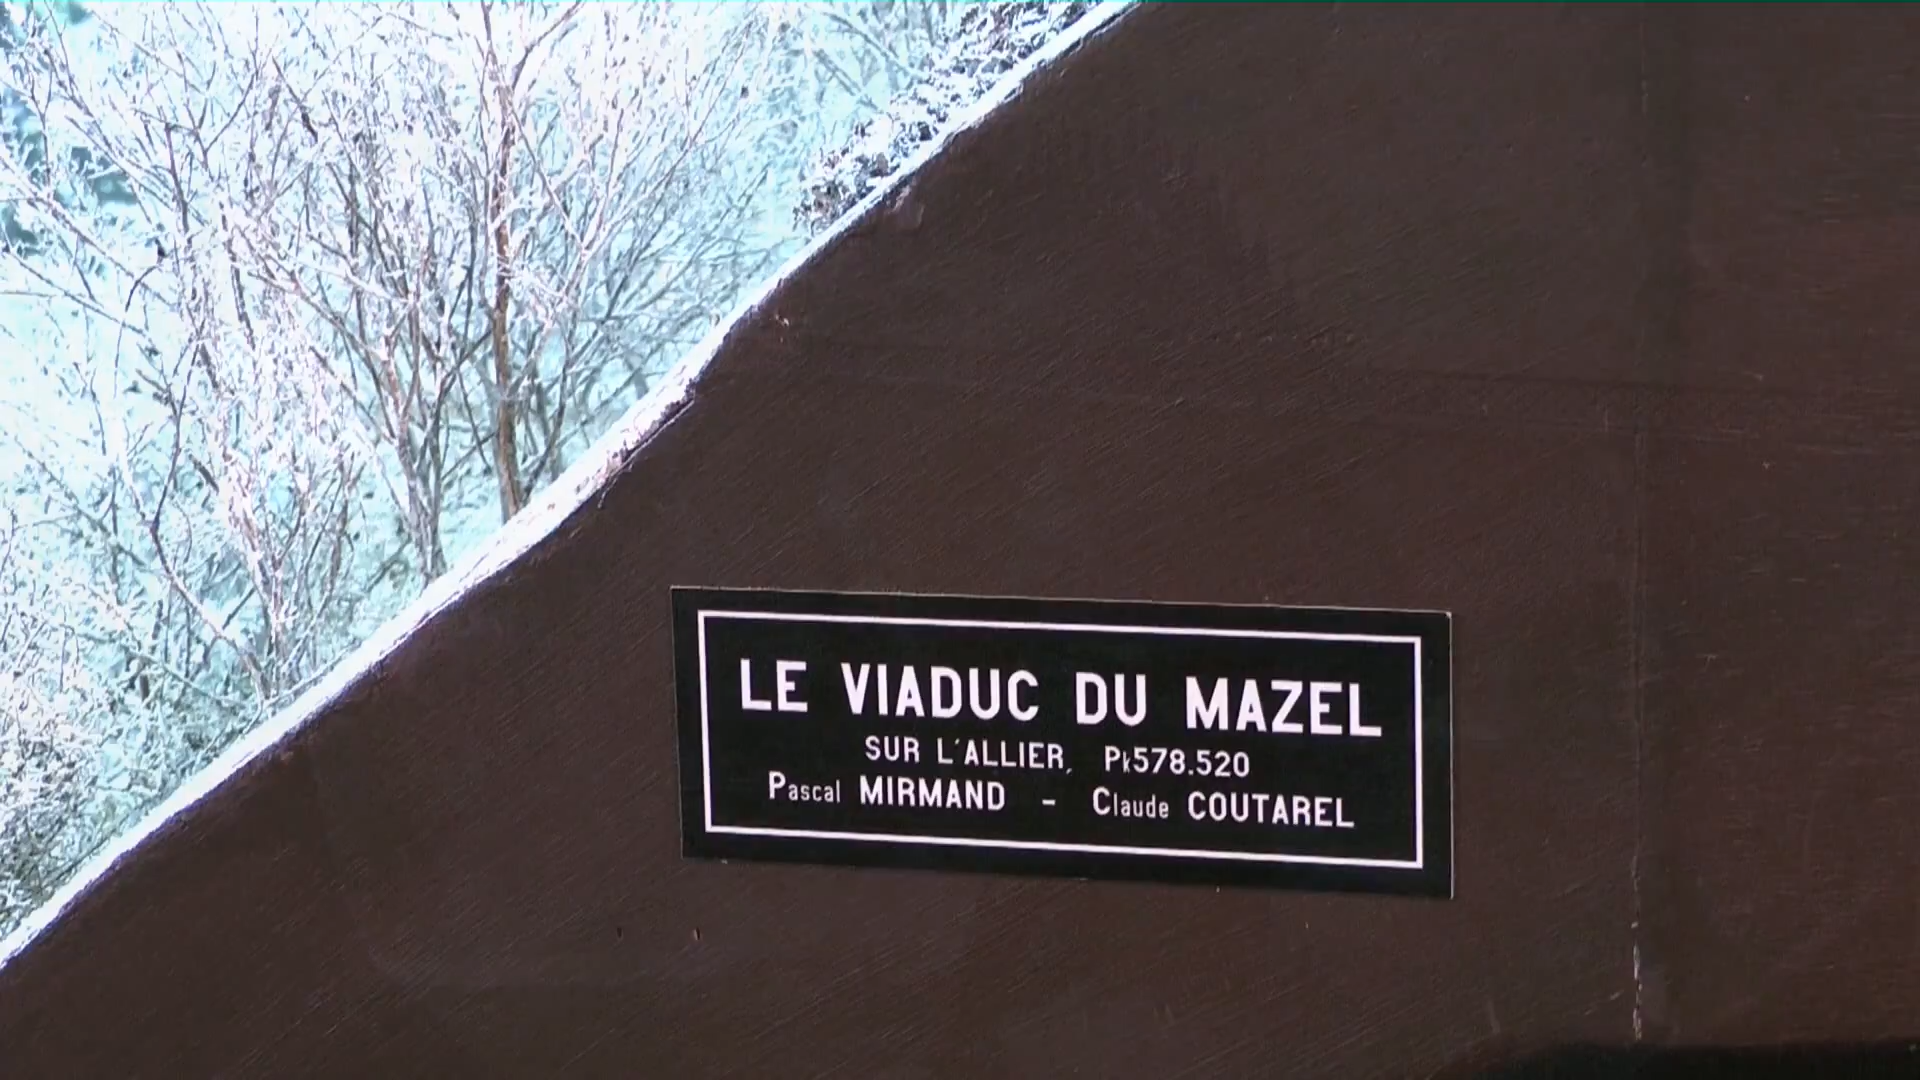 LE VIADUC DU MAZEL
SUR L'ALLIER, Pk578.520
Pascal MIRMAND - Claude COUTAREL